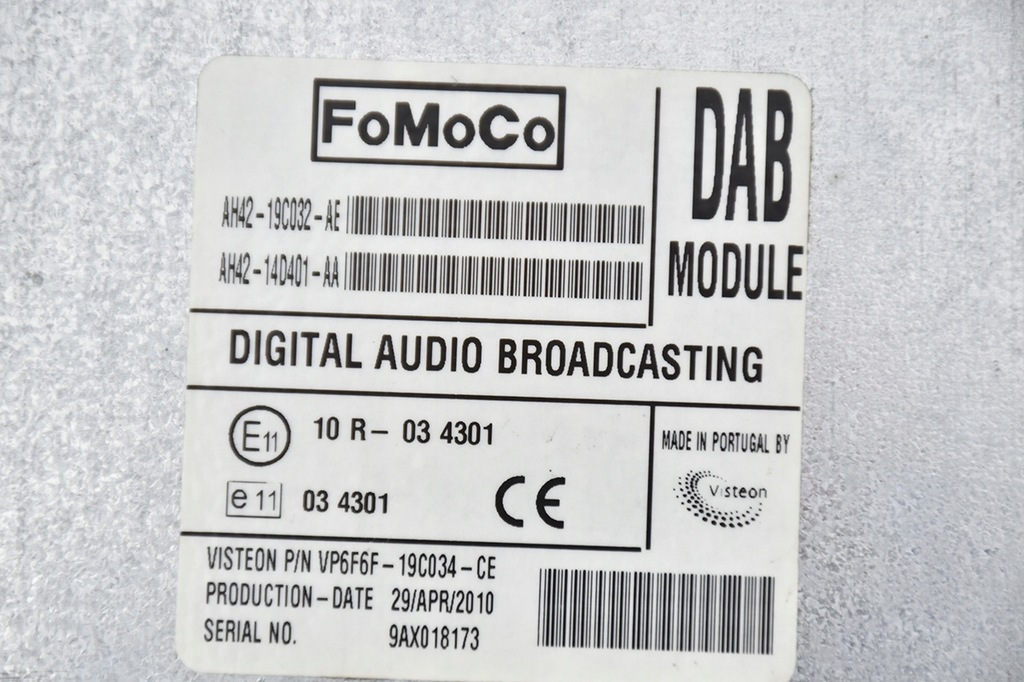 FoMoCo
DAB
MODULE
AH42-19C032-AE
AH42-14D401-AA
DIGITAL AUDIO BROADCASTING
E11 10 R- 03 4301
e 11 03 4301
CE
MADE IN PORTUGAL BY
Visteon
VISTEON P/N VP6F6F-19C034-CE
PRODUCTION-DATE 29/APR/2010
SERIAL NO. 9AX018173